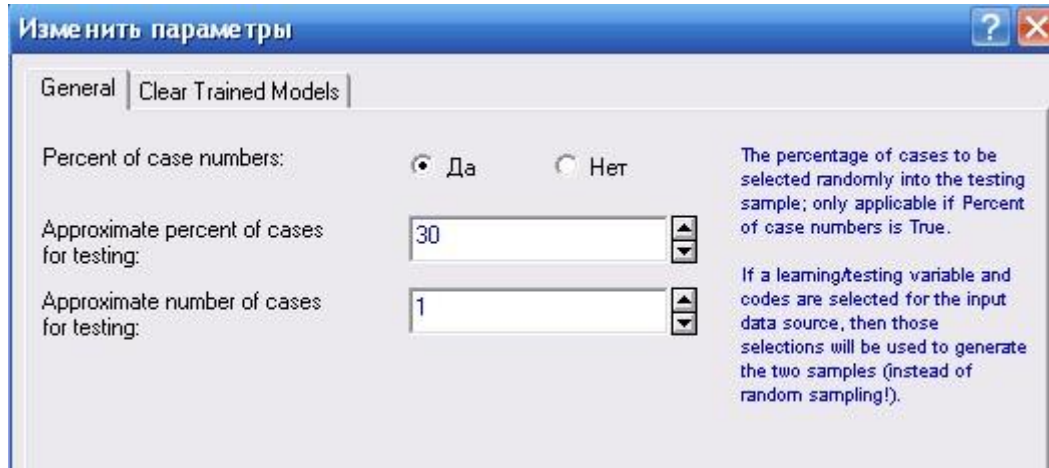 Изменить параметры
General
Clear Trained Models
Percent of case numbers:
Да
Нет
Approximate percent of cases
for testing:
30
Approximate number of cases
for testing:
1
The percentage of cases to be
selected randomly into the testing
sample; only applicable if Percent
of case numbers is True.
If a learning/testing variable and
codes are selected for the input
data source, then those
selections will be used to generate
the two samples (instead of
random sampling!).